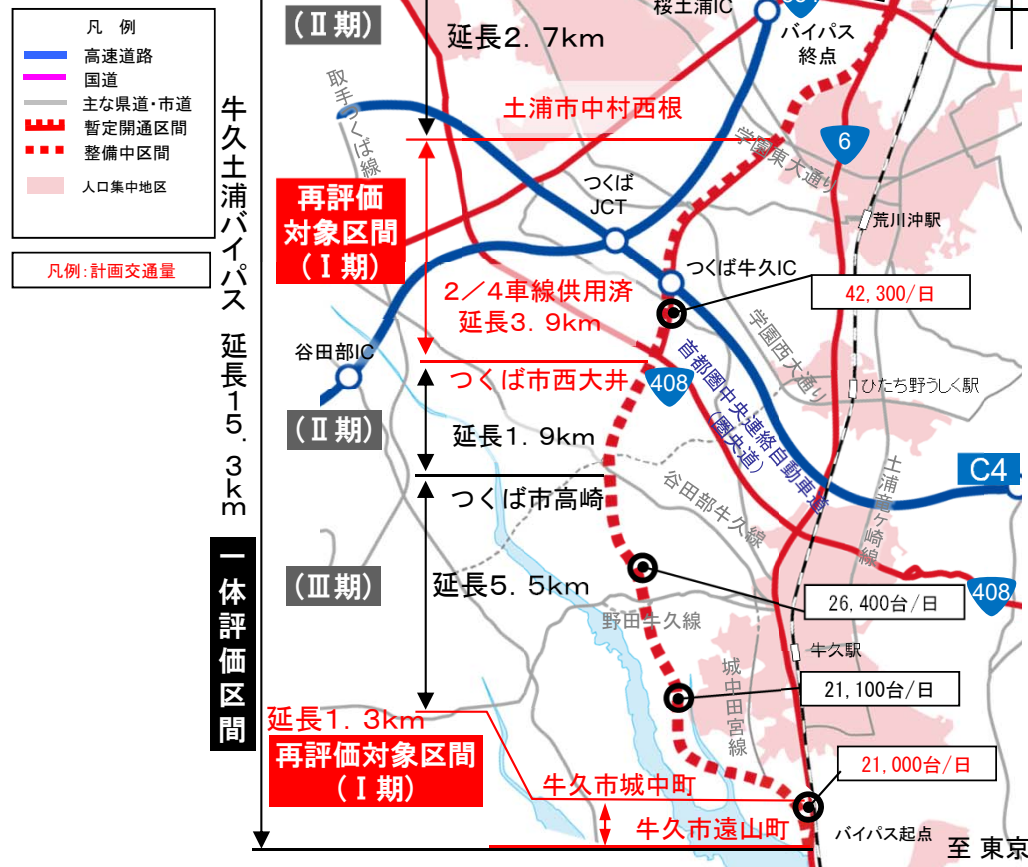 凡 例
高速道路
国道
主な県道・市道
暫定開通区間
整備中区間
人口集中地区
凡例:計画交通量
牛久土浦バイパス 延長15.3km
一体評価区間
(Ⅱ期)
延長2.7km
桜土浦IC
バイパス
終点
取手つくば線
土浦市中村西根
学園東大通り
6
再評価
対象区間
(Ⅰ期)
つくば
JCT
荒川沖駅
つくば牛久IC
2/4車線供用済
延長3.9km
42,300/日
谷田部IC
つくば市西大井
408
首都圏中央連絡自動車道
(圏央道)
学園西大通り
ひたち野うしく駅
(Ⅱ期)
延長1.9km
C4
つくば市高崎
谷田部牛久線
土浦竜ヶ崎線
(Ⅲ期)
延長5.5km
26,400台/日
408
野田牛久線
牛久駅
城中田宮線
21,100台/日
延長1.3km
再評価対象区間
(Ⅰ期)
牛久市城中町
21,000台/日
牛久市遠山町
バイパス起点
至 東京